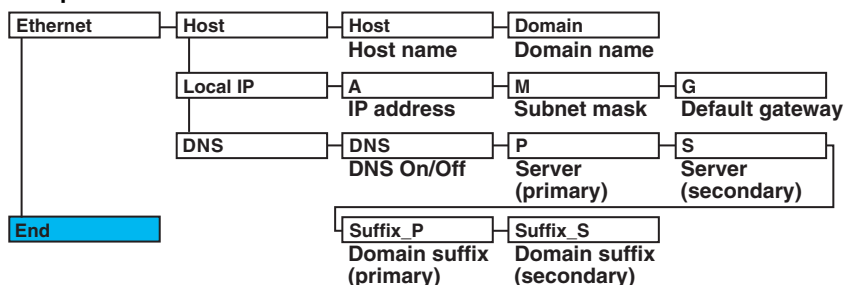 Ethernet Host Host Domain
Host name Domain name
Local IP A M G
IP address Subnet mask Default gateway
DNS DNS P S
DNS On/Off Server Server
(primary) (secondary)
End Suffix_P Suffix_S
Domain suffix Domain suffix
(primary) (secondary)